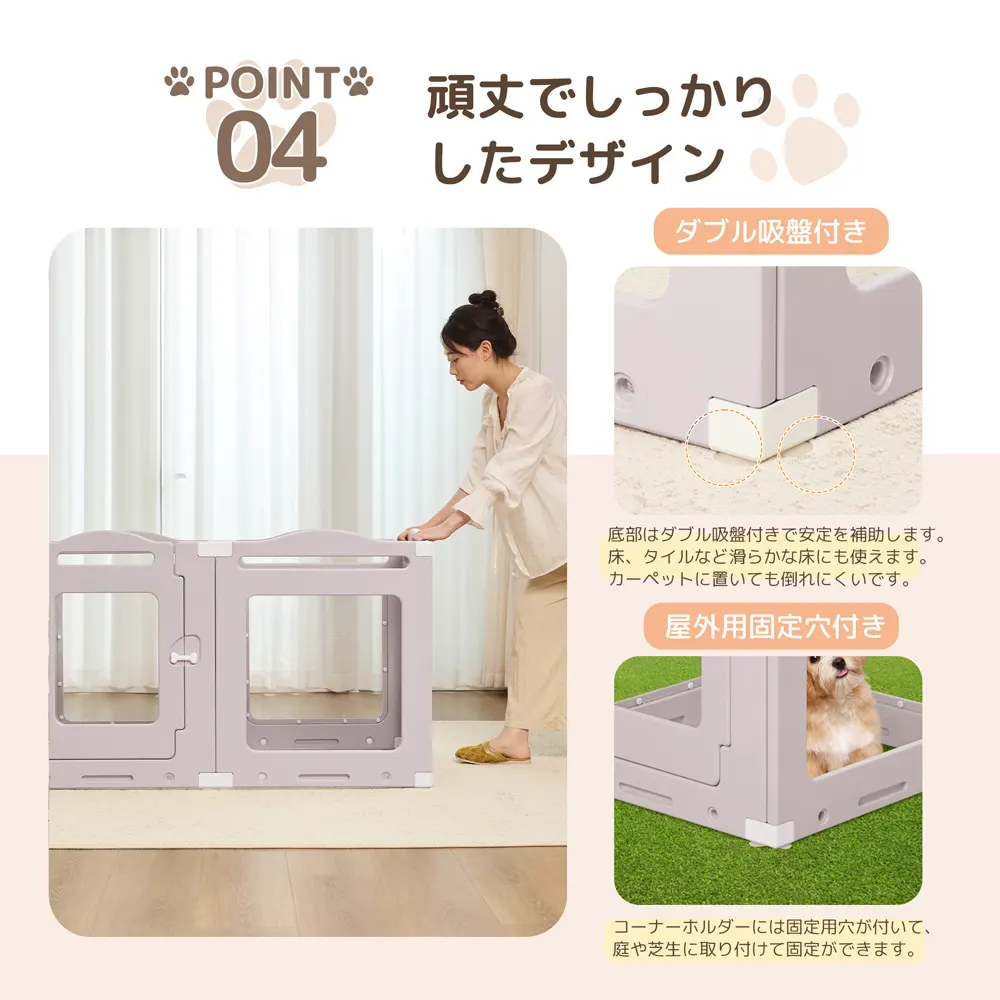 POINT
04
頑丈でしっかり
したデザイン
ダブル吸盤付き
底部はダブル吸盤付きで安定を補助します。
床、タイルなど滑らかな床にも使えます。
カーペットに置いても倒れにくいです。
屋外用固定穴付き
コーナーホルダーには固定用穴が付いて、
庭や芝生に取り付けて固定ができます。